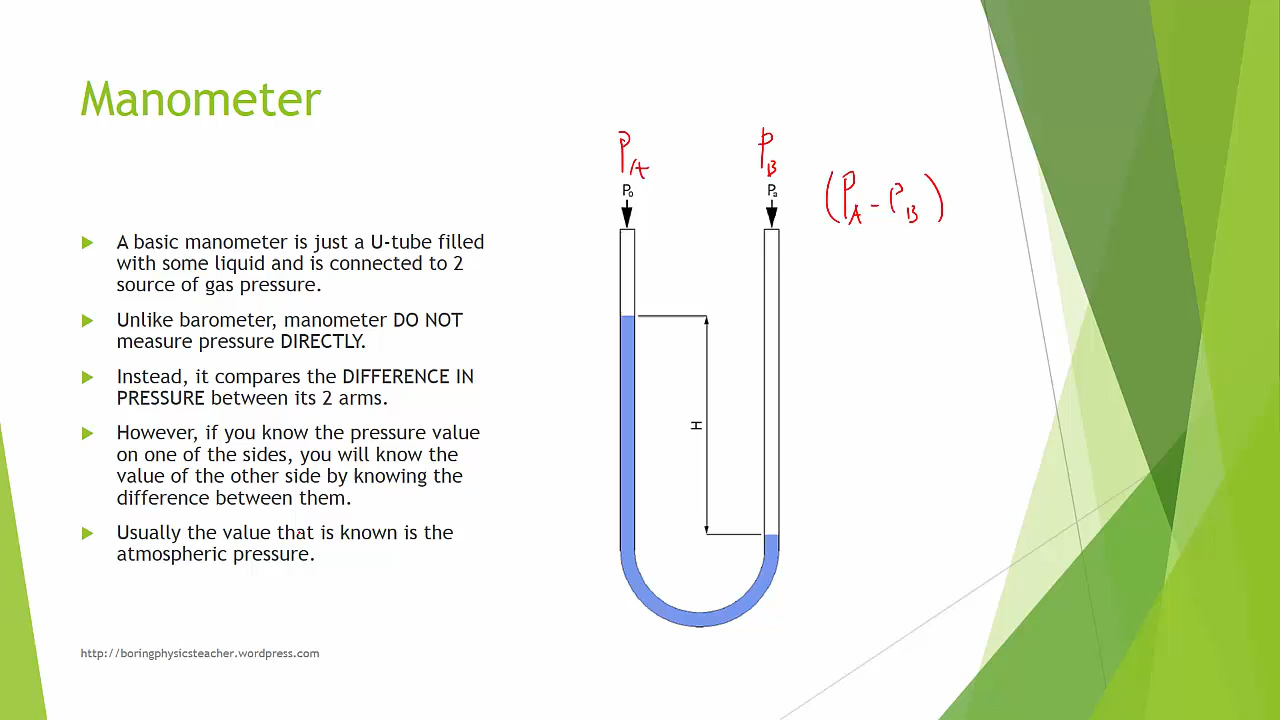 Manometer
A basic manometer is just a U-tube filled
with some liquid and is connected to 2
source of gas pressure.
Unlike barometer, manometer DO NOT
measure pressure DIRECTLY.
Instead, it compares the DIFFERENCE IN
PRESSURE between its 2 arms.
However, if you know the pressure value
on one of the sides, you will know the
value of the other side by knowing the
difference between them.
Usually the value that is known is the
atmospheric pressure.
http://boringphysicsteacher.wordpress.com
P_A
P_B
P₀
Pₐ
(P_A - P_B)
H